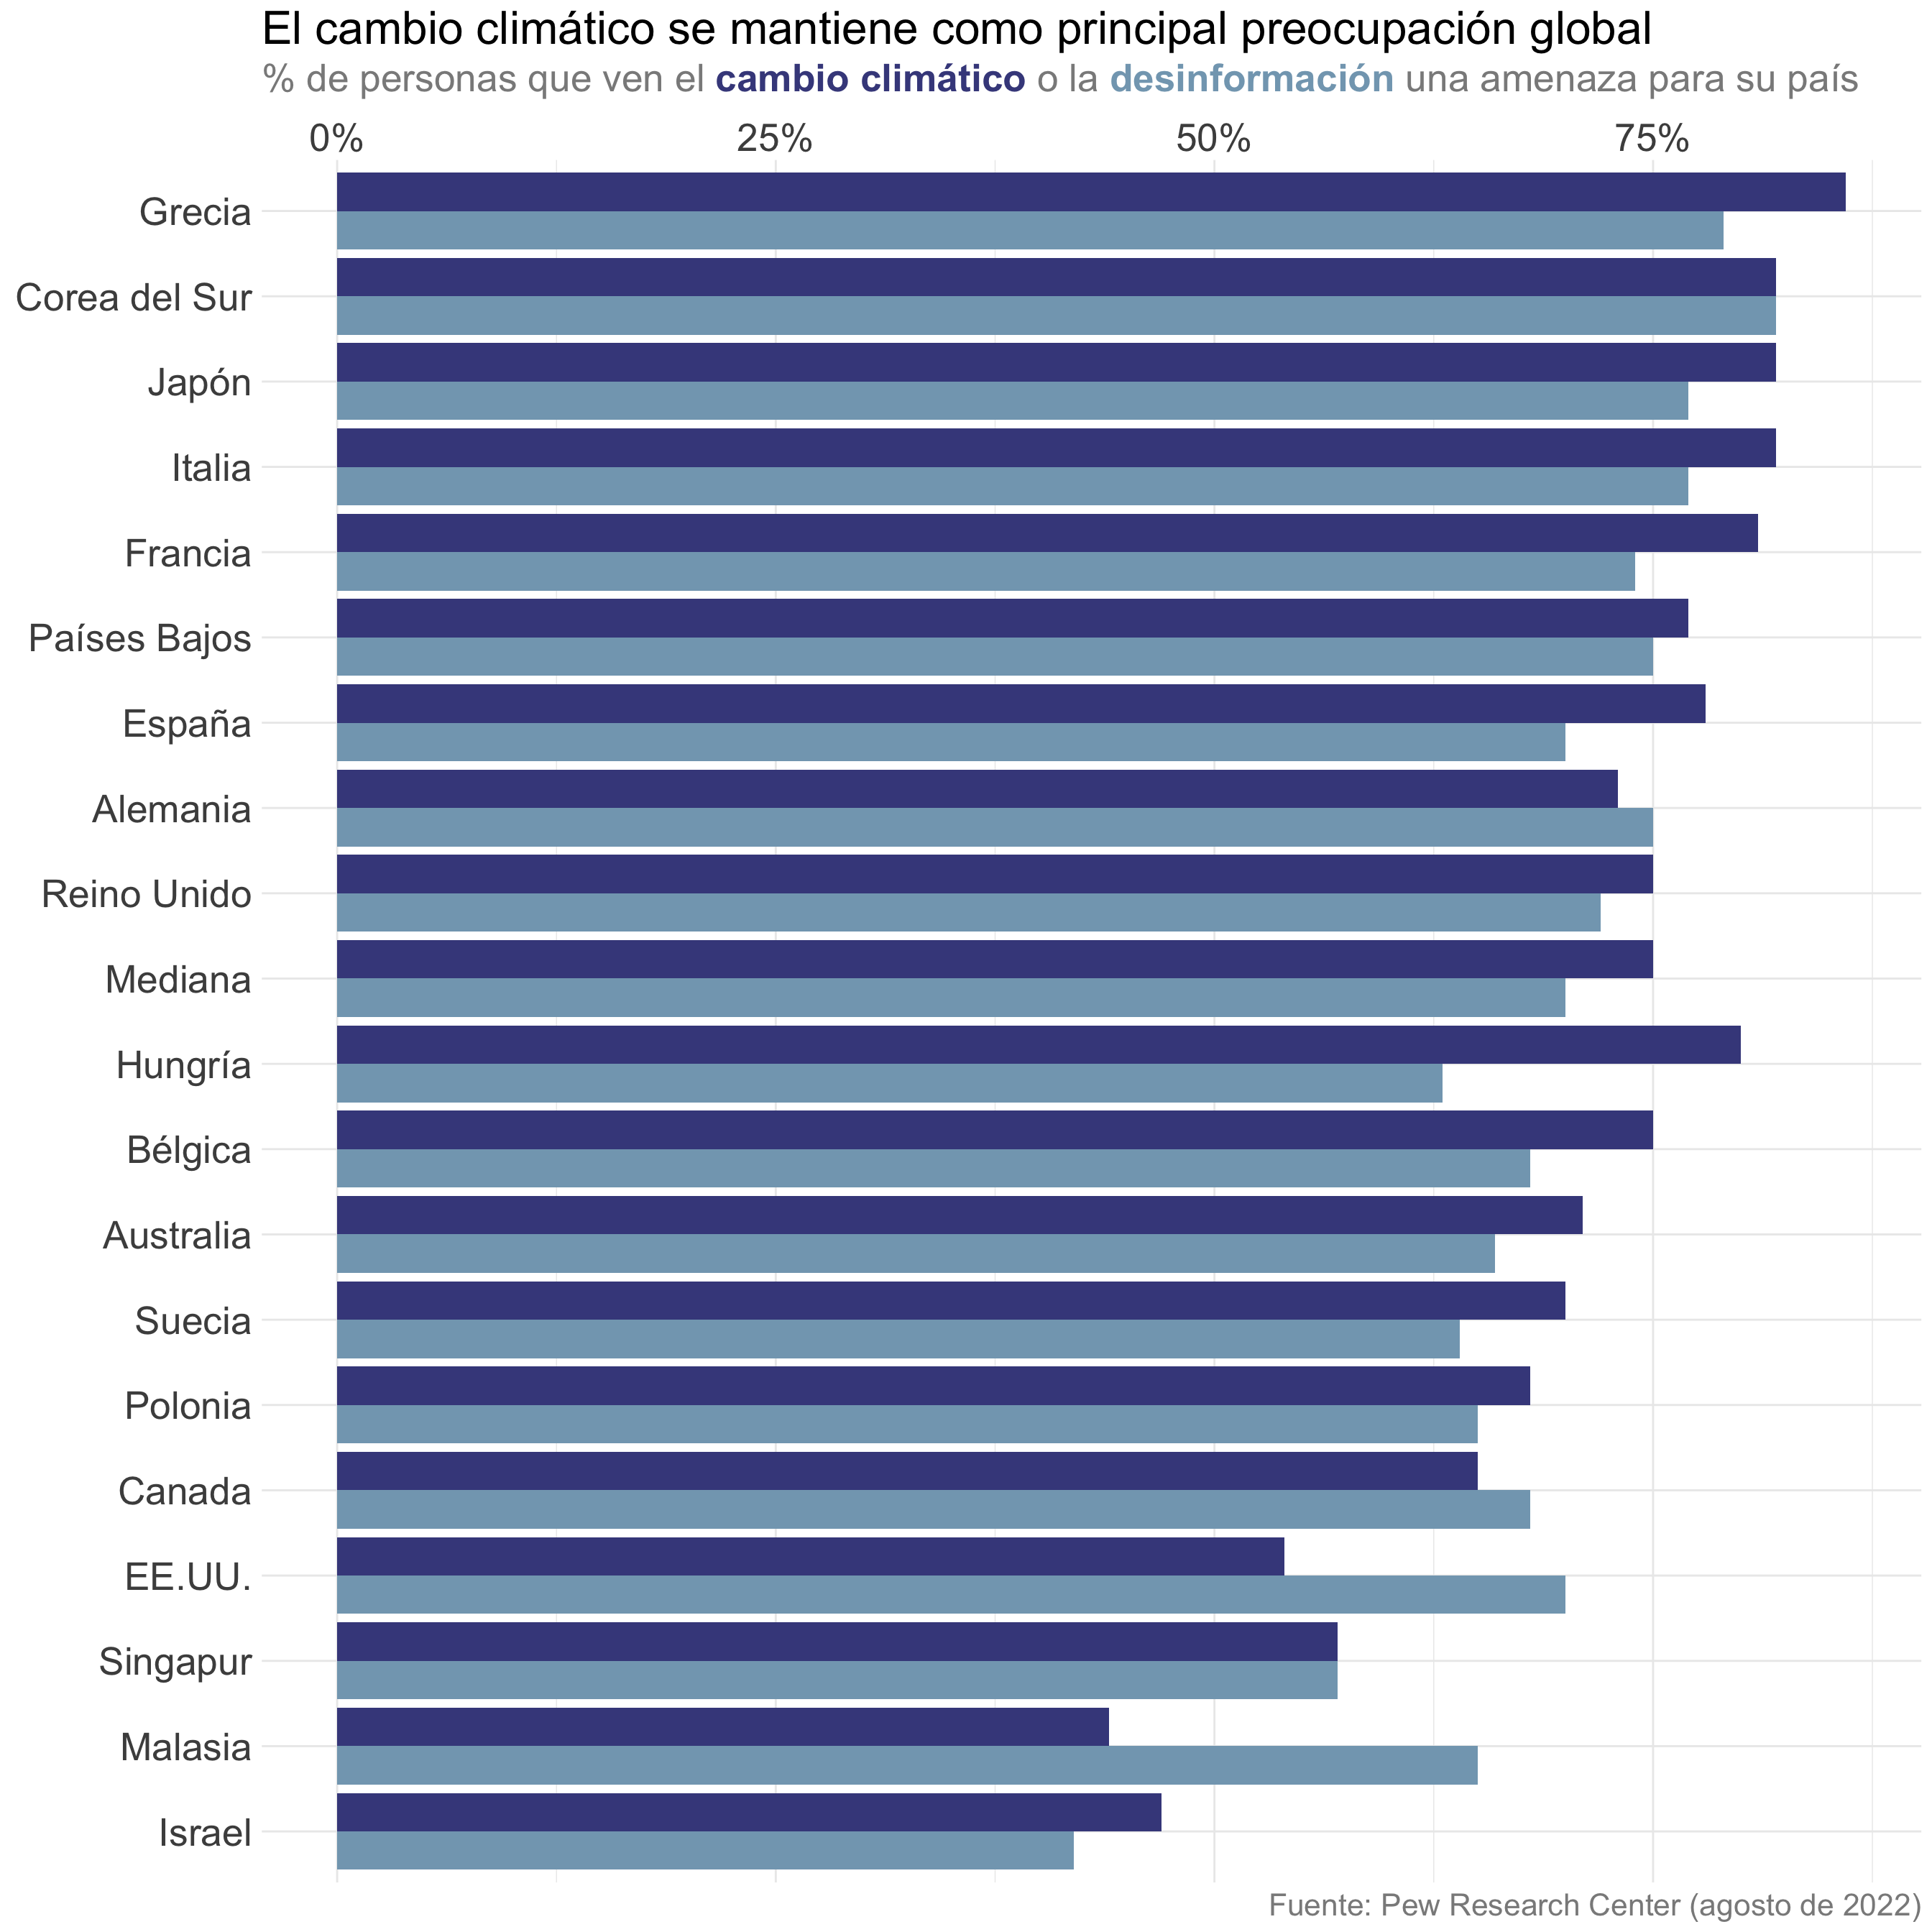 El cambio climático se mantiene como principal preocupación global
% de personas que ven el cambio climático o la desinformación una amenaza para su país
0% 25% 50% 75%
Grecia
Corea del Sur
Japón
Italia
Francia
Países Bajos
España
Alemania
Reino Unido
Mediana
Hungría
Bélgica
Australia
Suecia
Polonia
Canada
EE.UU.
Singapur
Malasia
Israel
Fuente: Pew Research Center (agosto de 2022)